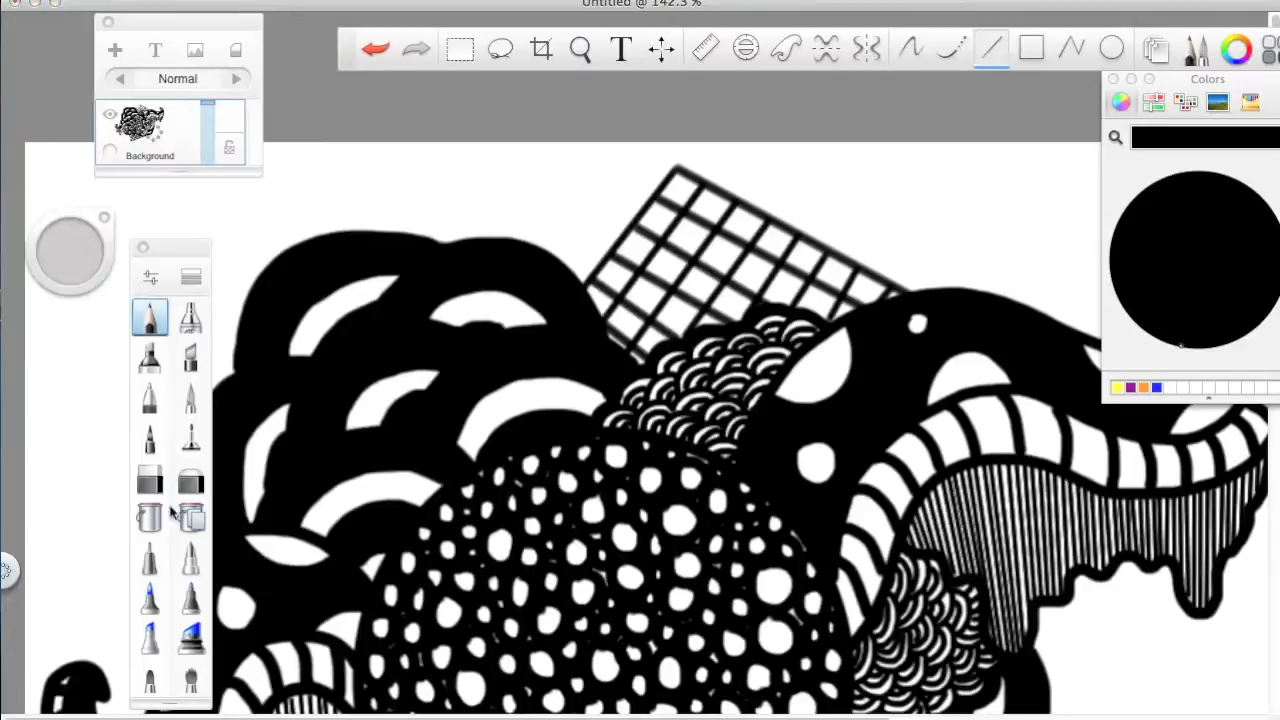 Untitled @ 142.3 %
T
T
Normal
Colors
Background